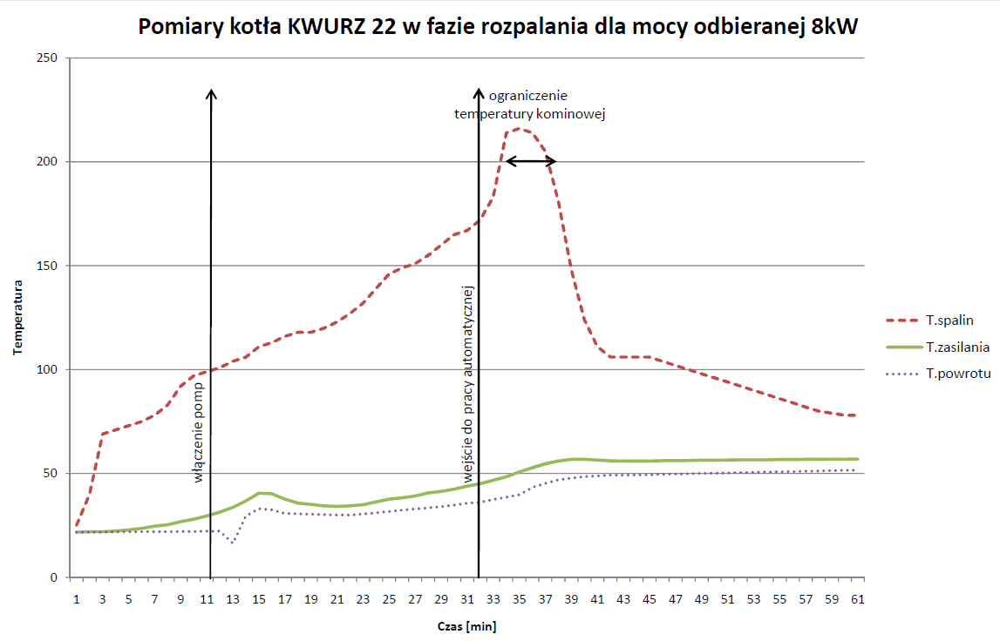 Pomiary kotła KWURZ 22 w fazie rozpalania dla mocy odbieranej 8kW
250
200
150
100
50
0
Temperatura
ograniczenie
temperatury kominowej
włączenie pomp
wejście do pracy automatycznej
T.spalin
T.zasilania
T.powrotu
1 3 5 7 9 11 13 15 17 19 21 23 25 27 29 31 33 35 37 39 41 43 45 47 49 51 53 55 57 59 61
Czas [min]